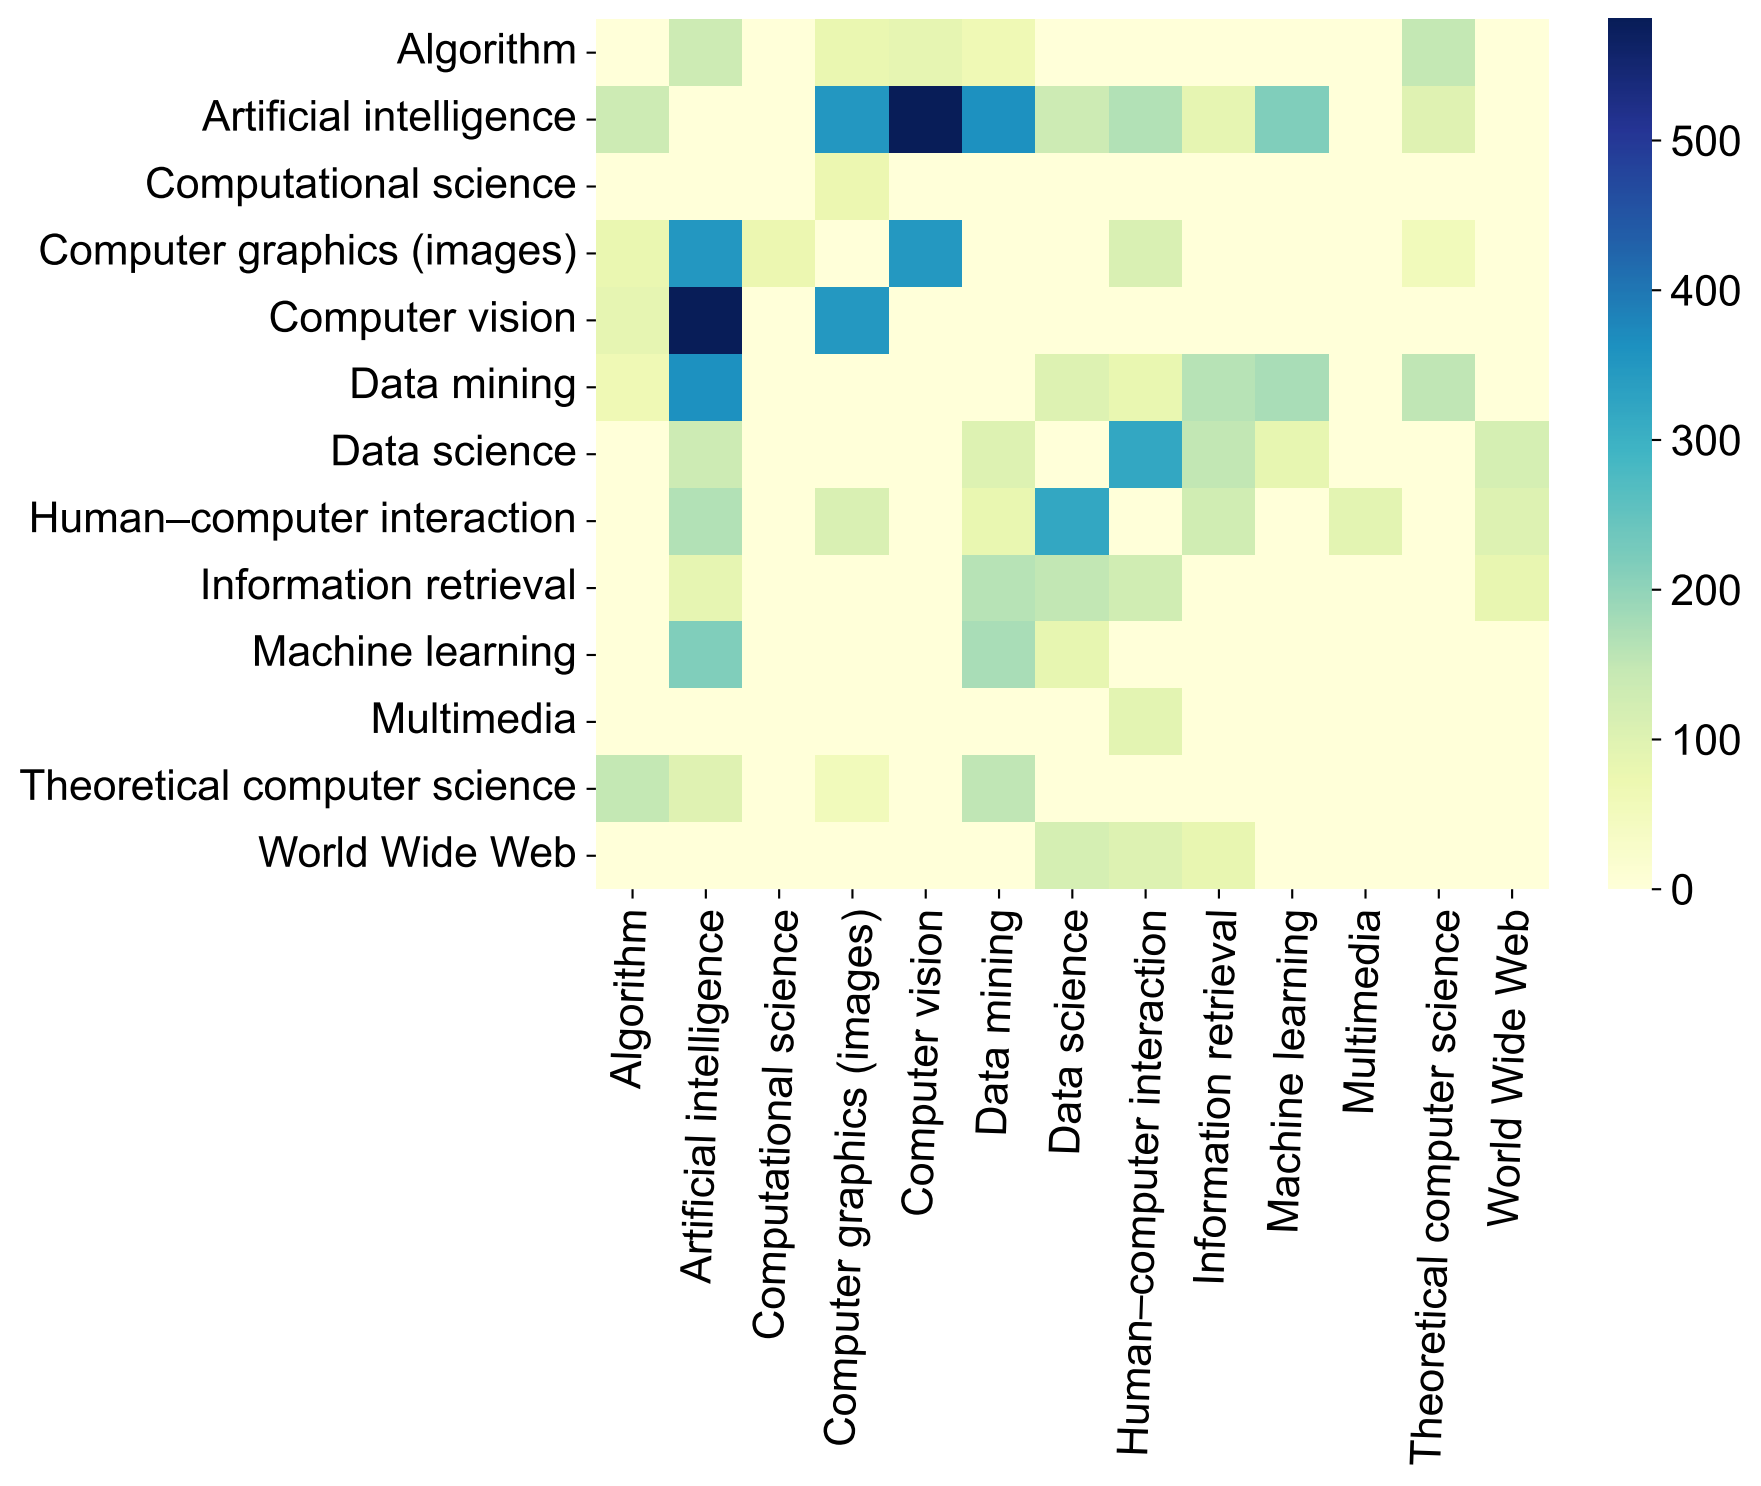 Algorithm
Artificial intelligence
Computational science
Computer graphics (images)
Computer vision
Data mining
Data science
Human–computer interaction
Information retrieval
Machine learning
Multimedia
Theoretical computer science
World Wide Web
Algorithm
Artificial intelligence
Computational science
Computer graphics (images)
Computer vision
Data mining
Data science
Human–computer interaction
Information retrieval
Machine learning
Multimedia
Theoretical computer science
World Wide Web
500
400
300
200
100
0